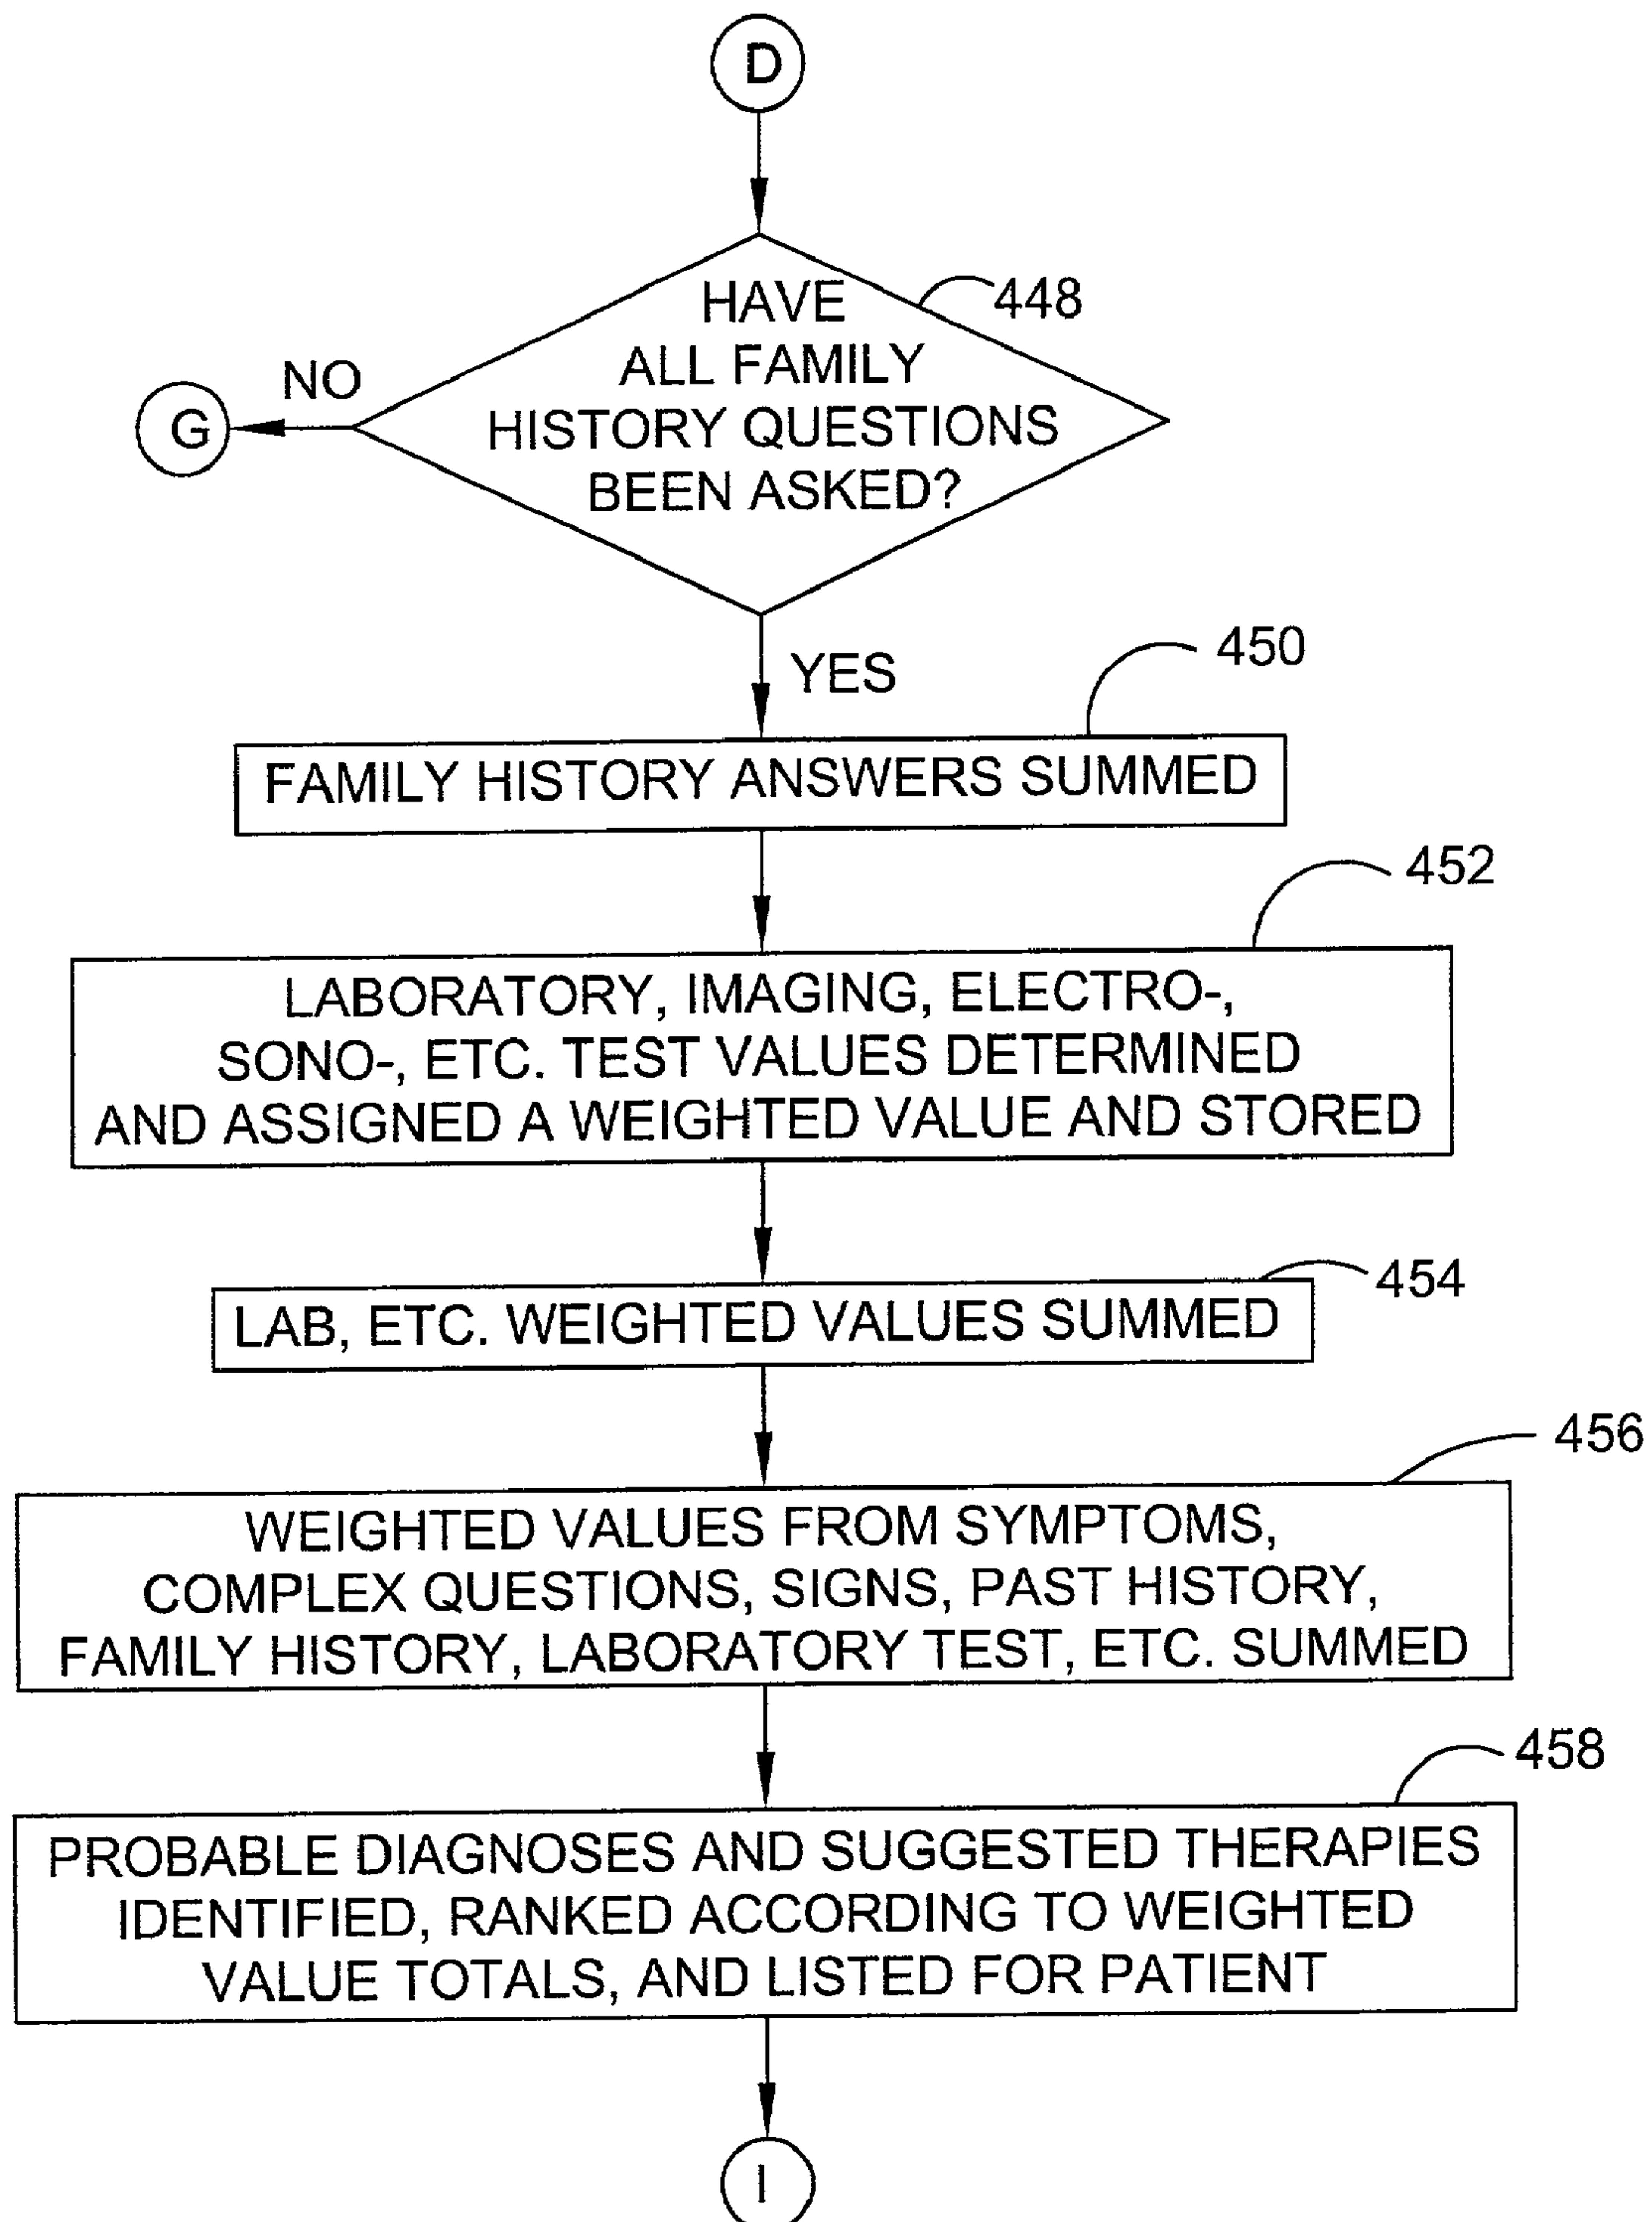 D
HAVE
448
ALL FAMILY
NO
HISTORY QUESTIONS
G
BEEN ASKED?
450
YES
FAMILY HISTORY ANSWERS SUMMED
452
LABORATORY, IMAGING, ELECTRO-,
SONO-, ETC. TEST VALUES DETERMINED
AND ASSIGNED A WEIGHTED VALUE AND STORED
454
LAB, ETC. WEIGHTED VALUES SUMMED
456
WEIGHTED VALUES FROM SYMPTOMS,
COMPLEX QUESTIONS, SIGNS, PAST HISTORY,
FAMILY HISTORY, LABORATORY TEST, ETC. SUMMED
458
PROBABLE DIAGNOSES AND SUGGESTED THERAPIES
IDENTIFIED, RANKED ACCORDING TO WEIGHTED
VALUE TOTALS, AND LISTED FOR PATIENT
I